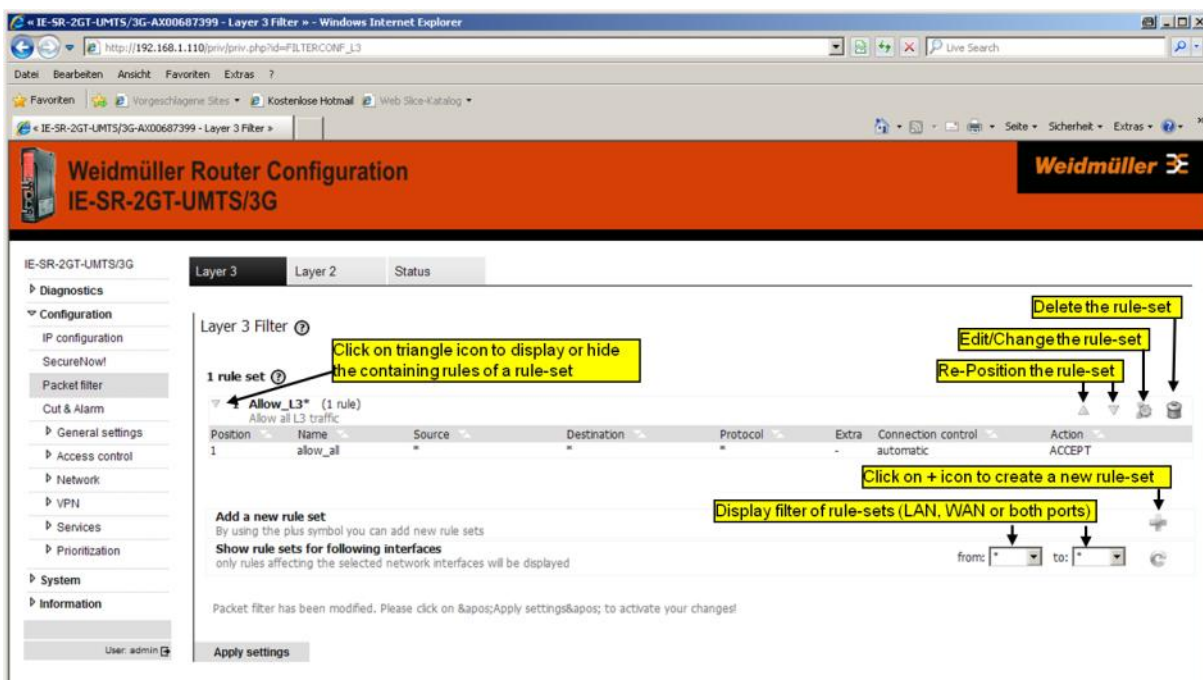 « IE-SR-2GT-UMTS/3G-AX00687399 - Layer 3 Filter » - Windows Internet Explorer
http://192.168.1.110/priv/priv.php?id=FILTERCONF_L3
Live Search
Datei Bearbeiten Ansicht Favoriten Extras ?
Favoriten Vorgeschlagene Sites Kostenlose Hotmail Web Slice-Katalog
« IE-SR-2GT-UMTS/3G-AX00687399 - Layer 3 Filter »
Seite Sicherheit Extras
Weidmüller Router Configuration
IE-SR-2GT-UMTS/3G
Weidmüller
IE-SR-2GT-UMTS/3G
Diagnostics
Configuration
IP configuration
SecureNow!
Packet filter
Cut & Alarm
General settings
Access control
Network
VPN
Services
Prioritization
System
Information
User: admin
Layer 3 Layer 2 Status
Layer 3 Filter ?
Delete the rule-set
Edit/Change the rule-set
Re-Position the rule-set
Click on triangle icon to display or hide
the containing rules of a rule-set
1 rule set ?
1 Allow_L3* (1 rule)
Allow all L3 traffic
Position Name Source Destination Protocol Extra Connection control Action
1 allow_all * * * - automatic ACCEPT
Click on + icon to create a new rule-set
Add a new rule set
By using the plus symbol you can add new rule sets
Display filter of rule-sets (LAN, WAN or both ports)
Show rule sets for following interfaces
only rules affecting the selected network interfaces will be displayed
from: * to: *
Packet filter has been modified. Please click on &apos;Apply settings&apos; to activate your changes!
Apply settings